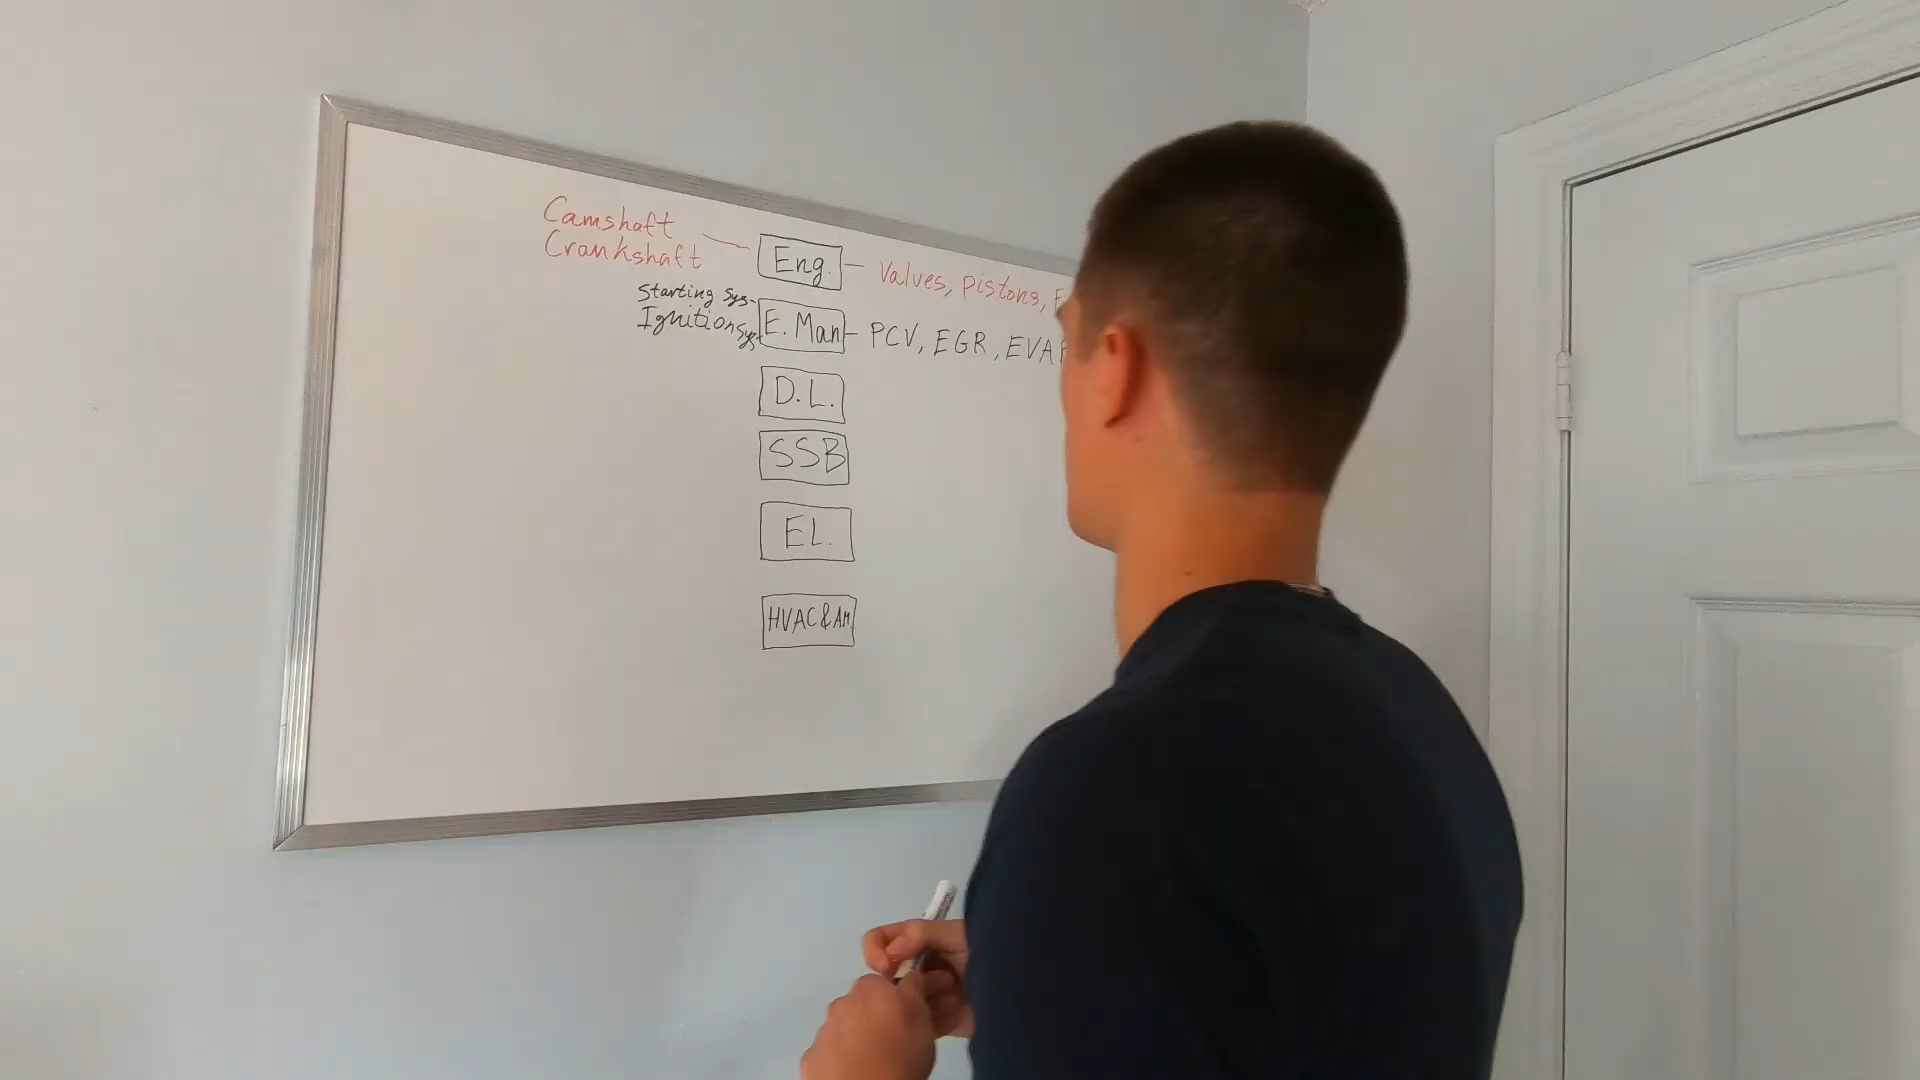 Camshaft
Crankshaft
Eng.
Valves, Pistons,
Starting Sys
Ignition Sys
E. Man
PCV, EGR, EVAP
D.L.
SSB
EL.
HVAC & AM